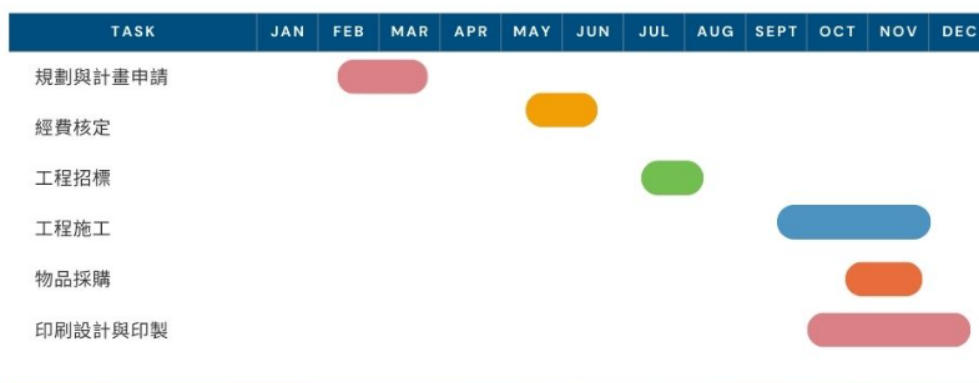 TASK JAN FEB MAR APR MAY JUN JUL AUG SEPT OCT NOV DEC
規劃與計畫申請
經費核定
工程招標
工程施工
物品採購
印刷設計與印製